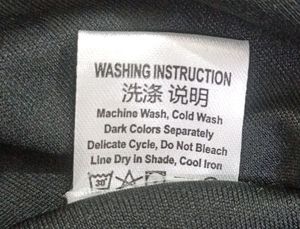 WASHING INSTRUCTION
洗涤 说明
Machine Wash, Cold Wash
Dark Colors Separately
Delicate Cycle, Do Not Bleach
Line Dry in Shade, Cool Iron
30°